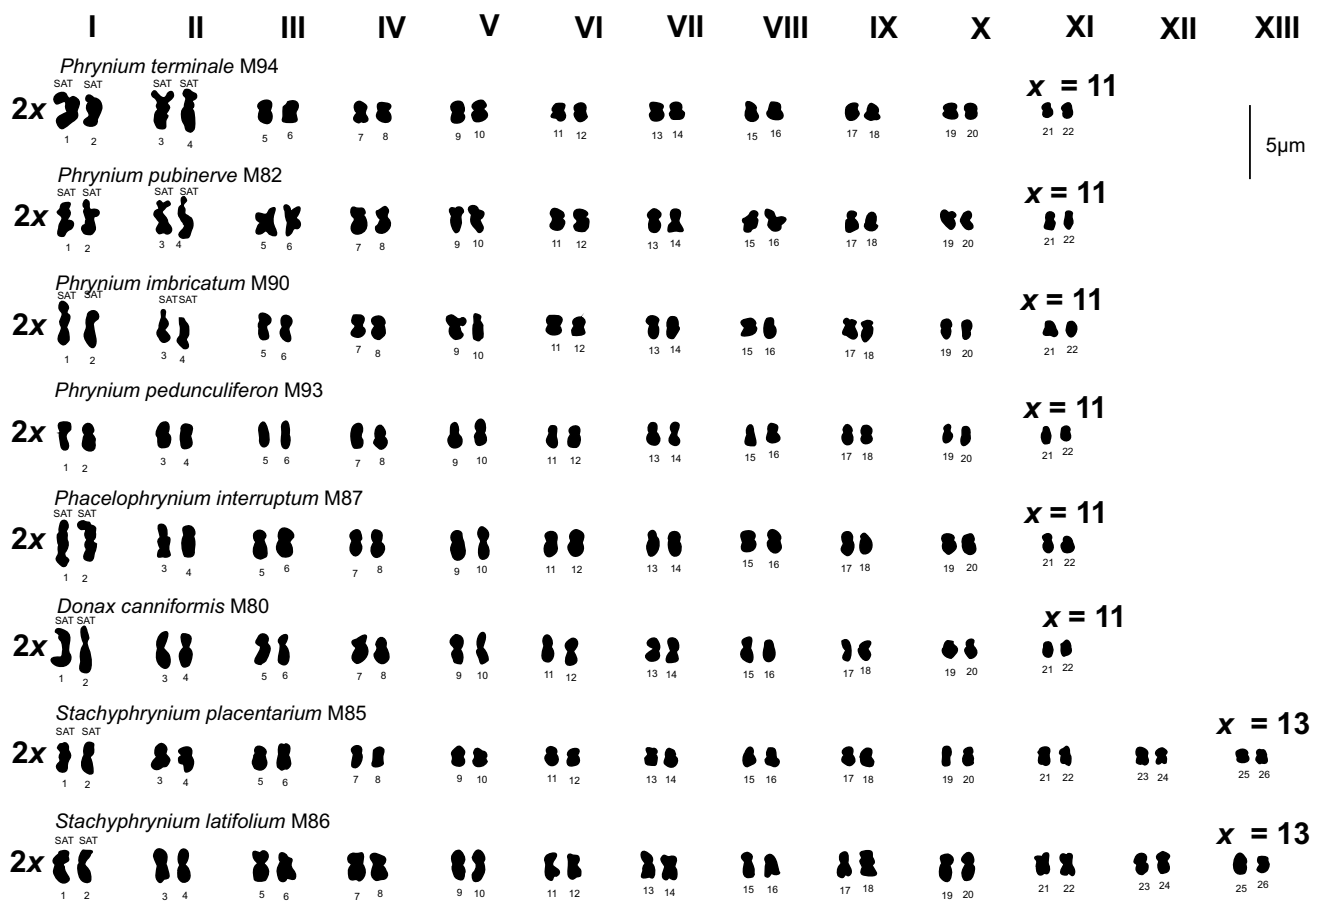 I II III IV V VI VII VIII IX X XI XII XIII
Phrynium terminale M94
SAT SAT SAT SAT
x = 11
2x
1 2 3 4 5 6 7 8 9 10 11 12 13 14 15 16 17 18 19 20 21 22
5µm
Phrynium pubinerve M82
SAT SAT SAT SAT
x = 11
2x
1 2 3 4 5 6 7 8 9 10 11 12 13 14 15 16 17 18 19 20 21 22
Phrynium imbricatum M90
SAT SAT SAT SAT
x = 11
2x
1 2 3 4 5 6 7 8 9 10 11 12 13 14 15 16 17 18 19 20 21 22
Phrynium pedunculiferon M93
x = 11
2x
1 2 3 4 5 6 7 8 9 10 11 12 13 14 15 16 17 18 19 20 21 22
Phacelophrynium interruptum M87
SAT SAT
x = 11
2x
1 2 3 4 5 6 7 8 9 10 11 12 13 14 15 16 17 18 19 20 21 22
Donax canniformis M80
SAT SAT
x = 11
2x
1 2 3 4 5 6 7 8 9 10 11 12 13 14 15 16 17 18 19 20 21 22
Stachyphrynium placentarium M85
SAT SAT
x = 13
2x
1 2 3 4 5 6 7 8 9 10 11 12 13 14 15 16 17 18 19 20 21 22 23 24 25 26
Stachyphrynium latifolium M86
SAT SAT
x = 13
2x
1 2 3 4 5 6 7 8 9 10 11 12 13 14 15 16 17 18 19 20 21 22 23 24 25 26